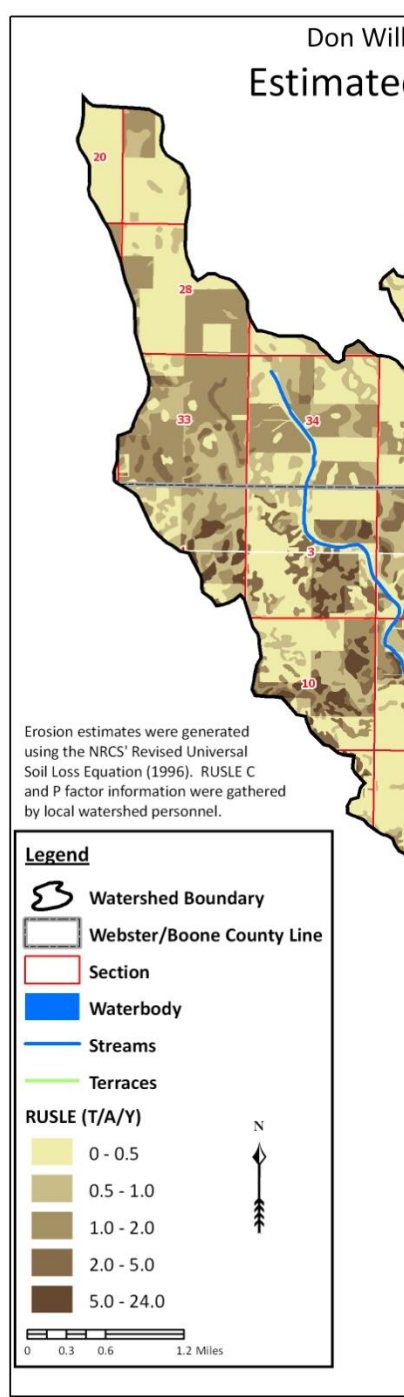 Don Will
Estimated
20
28
33
34
3
10
Erosion estimates were generated
using the NRCS' Revised Universal
Soil Loss Equation (1996). RUSLE C
and P factor information were gathered
by local watershed personnel.
Legend
Watershed Boundary
Webster/Boone County Line
Section
Waterbody
Streams
Terraces
RUSLE (T/A/Y)
N
0 - 0.5
0.5 - 1.0
1.0 - 2.0
2.0 - 5.0
5.0 - 24.0
0 0.3 0.6 1.2 Miles